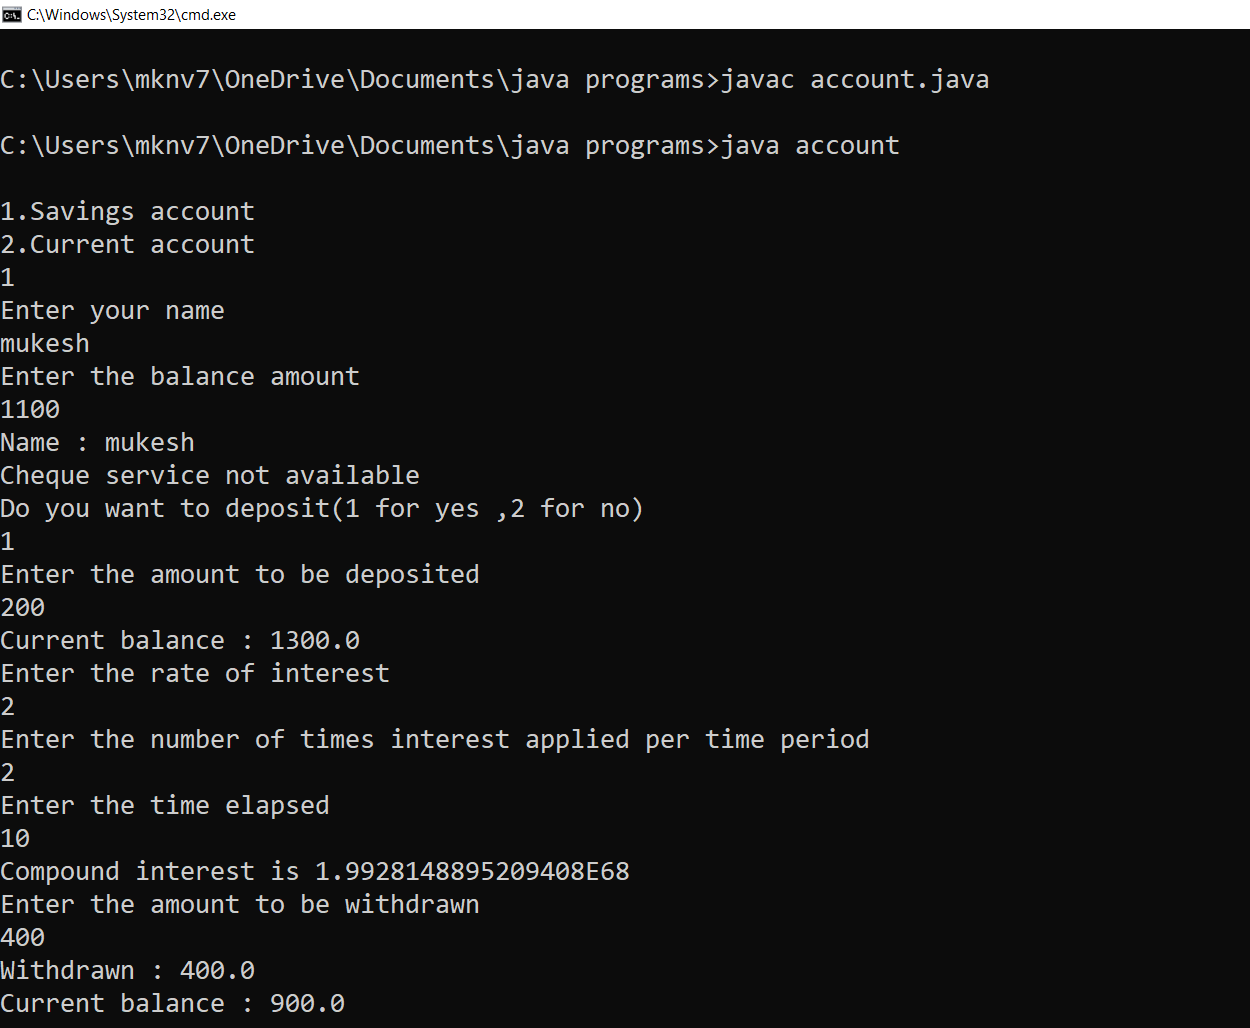 C:\Windows\System32\cmd.exe
C:\Users\mknv7\OneDrive\Documents\java programs>javac account.java
C:\Users\mknv7\OneDrive\Documents\java programs>java account
1.Savings account
2.Current account
1
Enter your name
mukesh
Enter the balance amount
1100
Name : mukesh
Cheque service not available
Do you want to deposit(1 for yes ,2 for no)
1
Enter the amount to be deposited
200
Current balance : 1300.0
Enter the rate of interest
2
Enter the number of times interest applied per time period
2
Enter the time elapsed
10
Compound interest is 1.9928148895209408E68
Enter the amount to be withdrawn
400
Withdrawn : 400.0
Current balance : 900.0